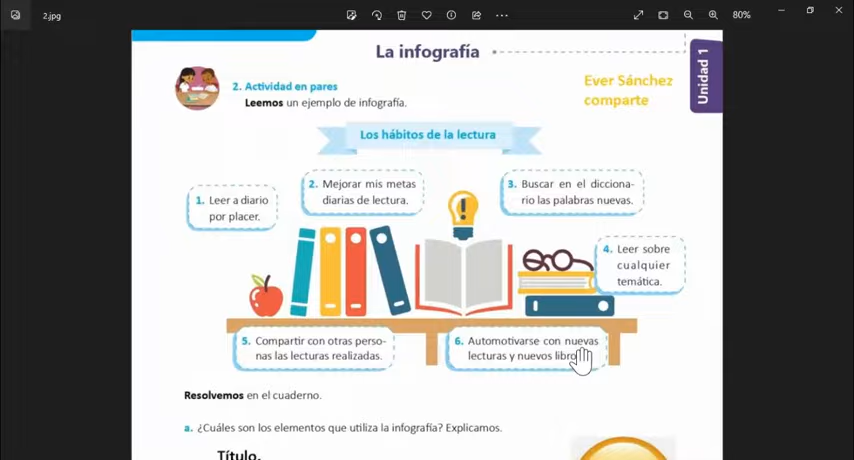 2.jpg
80%
La infografía
Unidad 1
2. Actividad en pares
Leemos un ejemplo de infografía.
Ever Sánchez
comparte
Los hábitos de la lectura
1. Leer a diario
por placer.
2. Mejorar mis metas
diarias de lectura.
3. Buscar en el dicciona-
rio las palabras nuevas.
4. Leer sobre
cualquier
temática.
5. Compartir con otras perso-
nas las lecturas realizadas.
6. Automotivarse con nuevas
lecturas y nuevos libro
Resolvemos en el cuaderno.
a. ¿Cuáles son los elementos que utiliza la infografía? Explicamos.
Título.